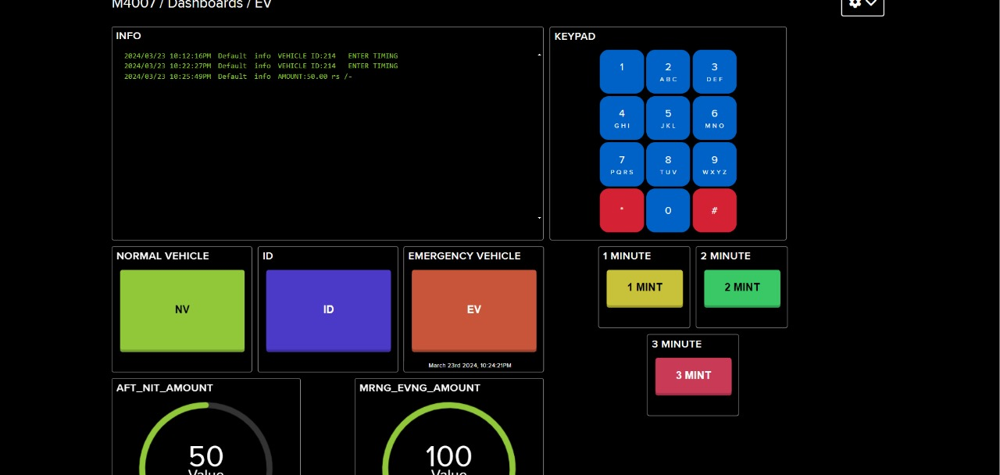 M4007 / Dashboards / EV
INFO
2024/03/23 10:12:16PM Default info VEHICLE ID:214 ENTER TIMING
2024/03/23 10:22:27PM Default info VEHICLE ID:214 ENTER TIMING
2024/03/23 10:25:49PM Default info AMOUNT:50.00 rs /-
KEYPAD
1
2
ABC
3
DEF
4
GHI
5
JKL
6
MNO
7
PQRS
8
TUV
9
WXYZ
*
0
#
NORMAL VEHICLE
NV
ID
ID
EMERGENCY VEHICLE
EV
March 23rd 2024, 10:24:21PM
1 MINUTE
1 MINT
2 MINUTE
2 MINT
3 MINUTE
3 MINT
AFT_NIT_AMOUNT
50
Value
MRNG_EVNG_AMOUNT
100
Value